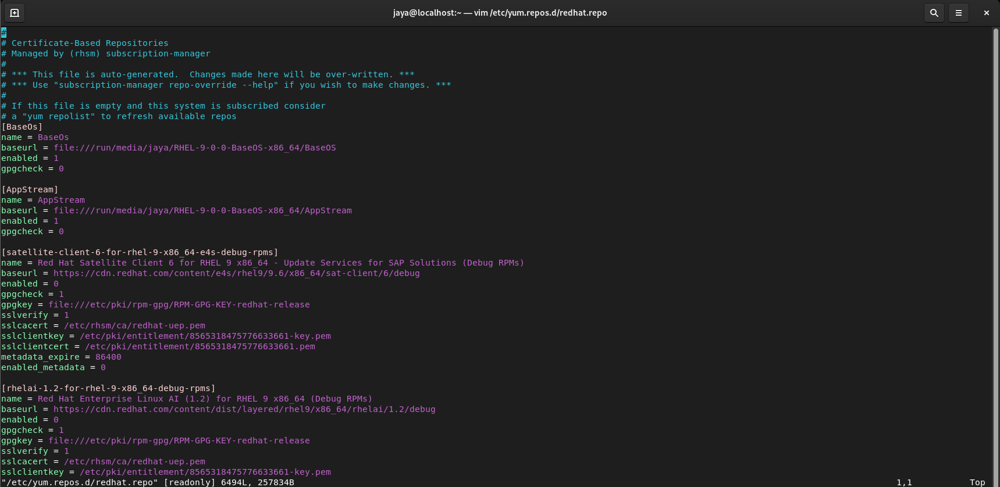 jaya@localhost:~ — vim /etc/yum.repos.d/redhat.repo
#
# Certificate-Based Repositories
# Managed by (rhsm) subscription-manager
#
# *** This file is auto-generated.  Changes made here will be over-written. ***
# *** Use "subscription-manager repo-override --help" if you wish to make changes. ***
#
# If this file is empty and this system is subscribed consider
# a "yum repolist" to refresh available repos
[BaseOs]
name = BaseOs
baseurl = file:///run/media/jaya/RHEL-9-0-0-BaseOS-x86_64/BaseOS
enabled = 1
gpgcheck = 0

[AppStream]
name = AppStream
baseurl = file:///run/media/jaya/RHEL-9-0-0-BaseOS-x86_64/AppStream
enabled = 1
gpgcheck = 0

[satellite-client-6-for-rhel-9-x86_64-e4s-debug-rpms]
name = Red Hat Satellite Client 6 for RHEL 9 x86_64 - Update Services for SAP Solutions (Debug RPMs)
baseurl = https://cdn.redhat.com/content/e4s/rhel9/9.6/x86_64/sat-client/6/debug
enabled = 0
gpgcheck = 1
gpgkey = file:///etc/pki/rpm-gpg/RPM-GPG-KEY-redhat-release
sslverify = 1
sslcacert = /etc/rhsm/ca/redhat-uep.pem
sslclientkey = /etc/pki/entitlement/8565318475776633661-key.pem
sslclientcert = /etc/pki/entitlement/8565318475776633661.pem
metadata_expire = 86400
enabled_metadata = 0

[rhelai-1.2-for-rhel-9-x86_64-debug-rpms]
name = Red Hat Enterprise Linux AI (1.2) for RHEL 9 x86_64 (Debug RPMs)
baseurl = https://cdn.redhat.com/content/dist/layered/rhel9/x86_64/rhelai/1.2/debug
enabled = 0
gpgcheck = 1
gpgkey = file:///etc/pki/rpm-gpg/RPM-GPG-KEY-redhat-release
sslverify = 1
sslcacert = /etc/rhsm/ca/redhat-uep.pem
sslclientkey = /etc/pki/entitlement/8565318475776633661-key.pem
"/etc/yum.repos.d/redhat.repo" [readonly] 6494L, 257834B 1,1 Top